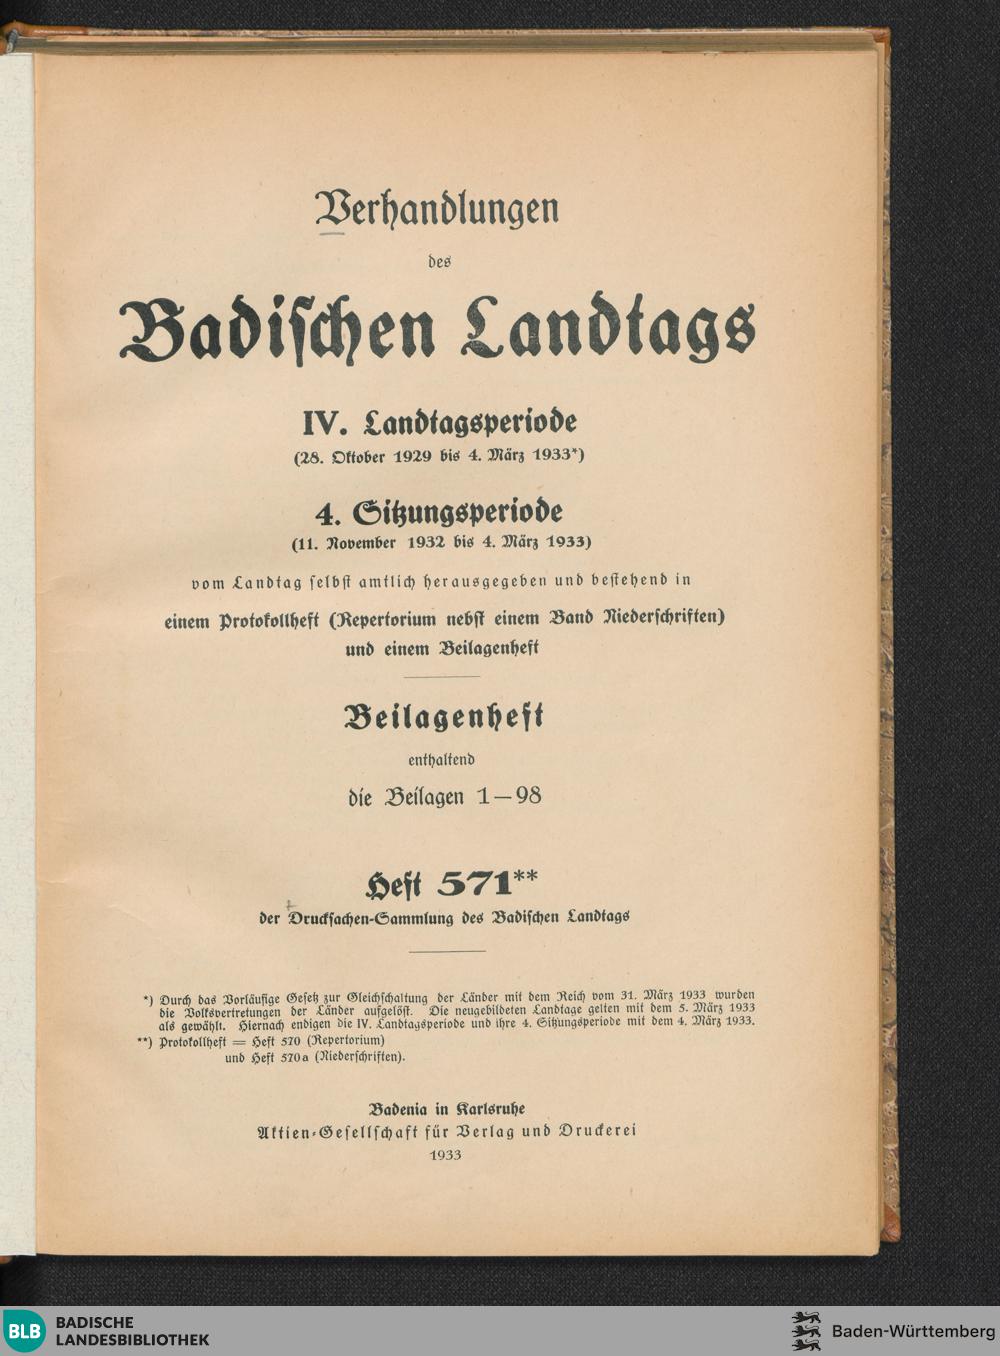 Verhandlungen
des
Badischen Landtags
IV. Landtagsperiode
(28. Oktober 1929 bis 4. März 1933*)
4. Sitzungsperiode
(11. November 1932 bis 4. März 1933)
vom Landtag selbst amtlich herausgegeben und bestehend in
einem Protokollheft (Repertorium nebst einem Band Niederschriften)
und einem Beilagenheft
Beilagenheft
enthaltend
die Beilagen 1—98
Heft 571**
der Drucksachen-Sammlung des Badischen Landtags
*) Durch das Vorläufige Gesetz zur Gleichschaltung der Länder mit dem Reich vom 31. März 1933 wurden
die Volksvertretungen der Länder aufgelöst. Die neugebildeten Landtage gelten mit dem 5. März 1933
als gewählt. Hiernach endigen die IV. Landtagsperiode und ihre 4. Sitzungsperiode mit dem 4. März 1933.
**) Protokollheft = Heft 570 (Repertorium)
und Heft 570a (Niederschriften).
Badenia in Karlsruhe
Aktien-Gesellschaft für Verlag und Druckerei
1933
BLB BADISCHE
LANDESBIBLIOTHEK
Baden-Württemberg